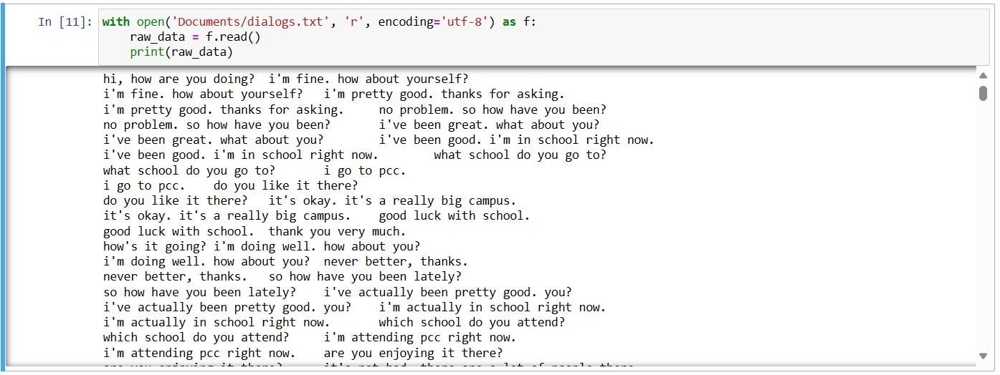 In [11]: with open('Documents/dialogs.txt', 'r', encoding='utf-8') as f:
    raw_data = f.read()
    print(raw_data)
hi, how are you doing?	i'm fine. how about yourself?
i'm fine. how about yourself?	i'm pretty good. thanks for asking.
i'm pretty good. thanks for asking.	no problem. so how have you been?
no problem. so how have you been?	i've been great. what about you?
i've been great. what about you?	i've been good. i'm in school right now.
i've been good. i'm in school right now.	what school do you go to?
what school do you go to?	i go to pcc.
i go to pcc.	do you like it there?
do you like it there?	it's okay. it's a really big campus.
it's okay. it's a really big campus.	good luck with school.
good luck with school.	thank you very much.
how's it going?	i'm doing well. how about you?
i'm doing well. how about you?	never better, thanks.
never better, thanks.	so how have you been lately?
so how have you been lately?	i've actually been pretty good. you?
i've actually been pretty good. you?	i'm actually in school right now.
i'm actually in school right now.	which school do you attend?
which school do you attend?	i'm attending pcc right now.
i'm attending pcc right now.	are you enjoying it there?